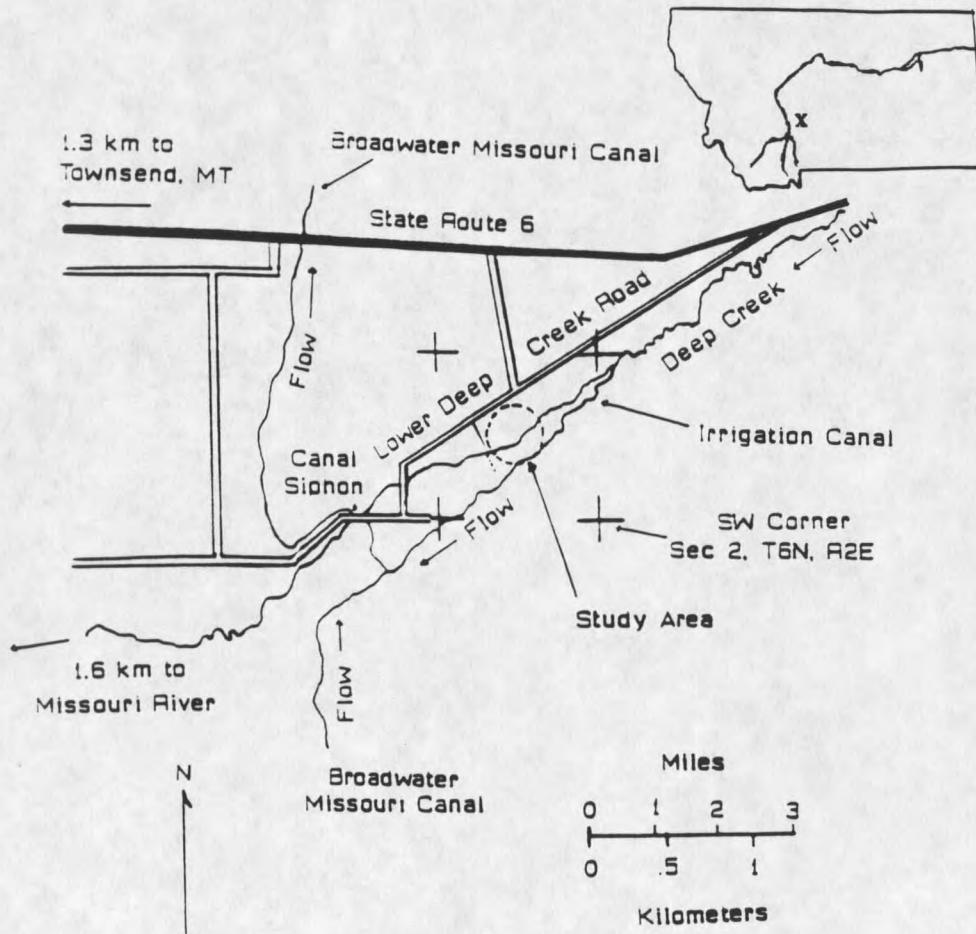 X
1.3 km to
Townsend, MT
Broadwater Missouri Canal
State Route 6
Flow
Flow
Lower Deep Creek Road
Deep Creek
Irrigation Canal
Canal
Siphon
Flow
SW Corner
Sec 2, T6N, R2E
Study Area
1.6 km to
Missouri River
Flow
N
Broadwater
Missouri Canal
Miles
0 1 2 3
0 .5 1
Kilometers